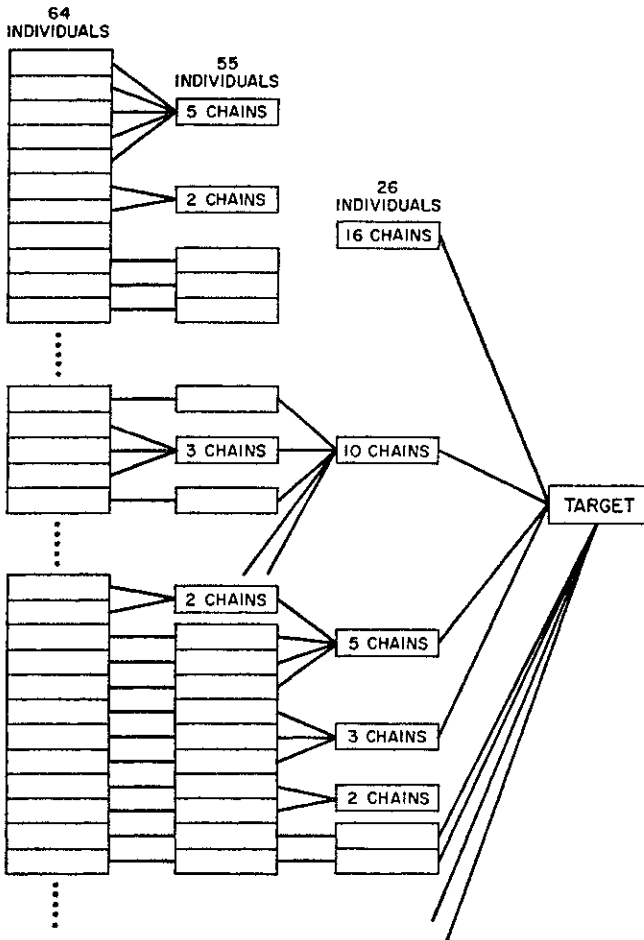 64
INDIVIDUALS
55
INDIVIDUALS
5 CHAINS
2 CHAINS
26
INDIVIDUALS
16 CHAINS
3 CHAINS
10 CHAINS
TARGET
2 CHAINS
5 CHAINS
3 CHAINS
2 CHAINS